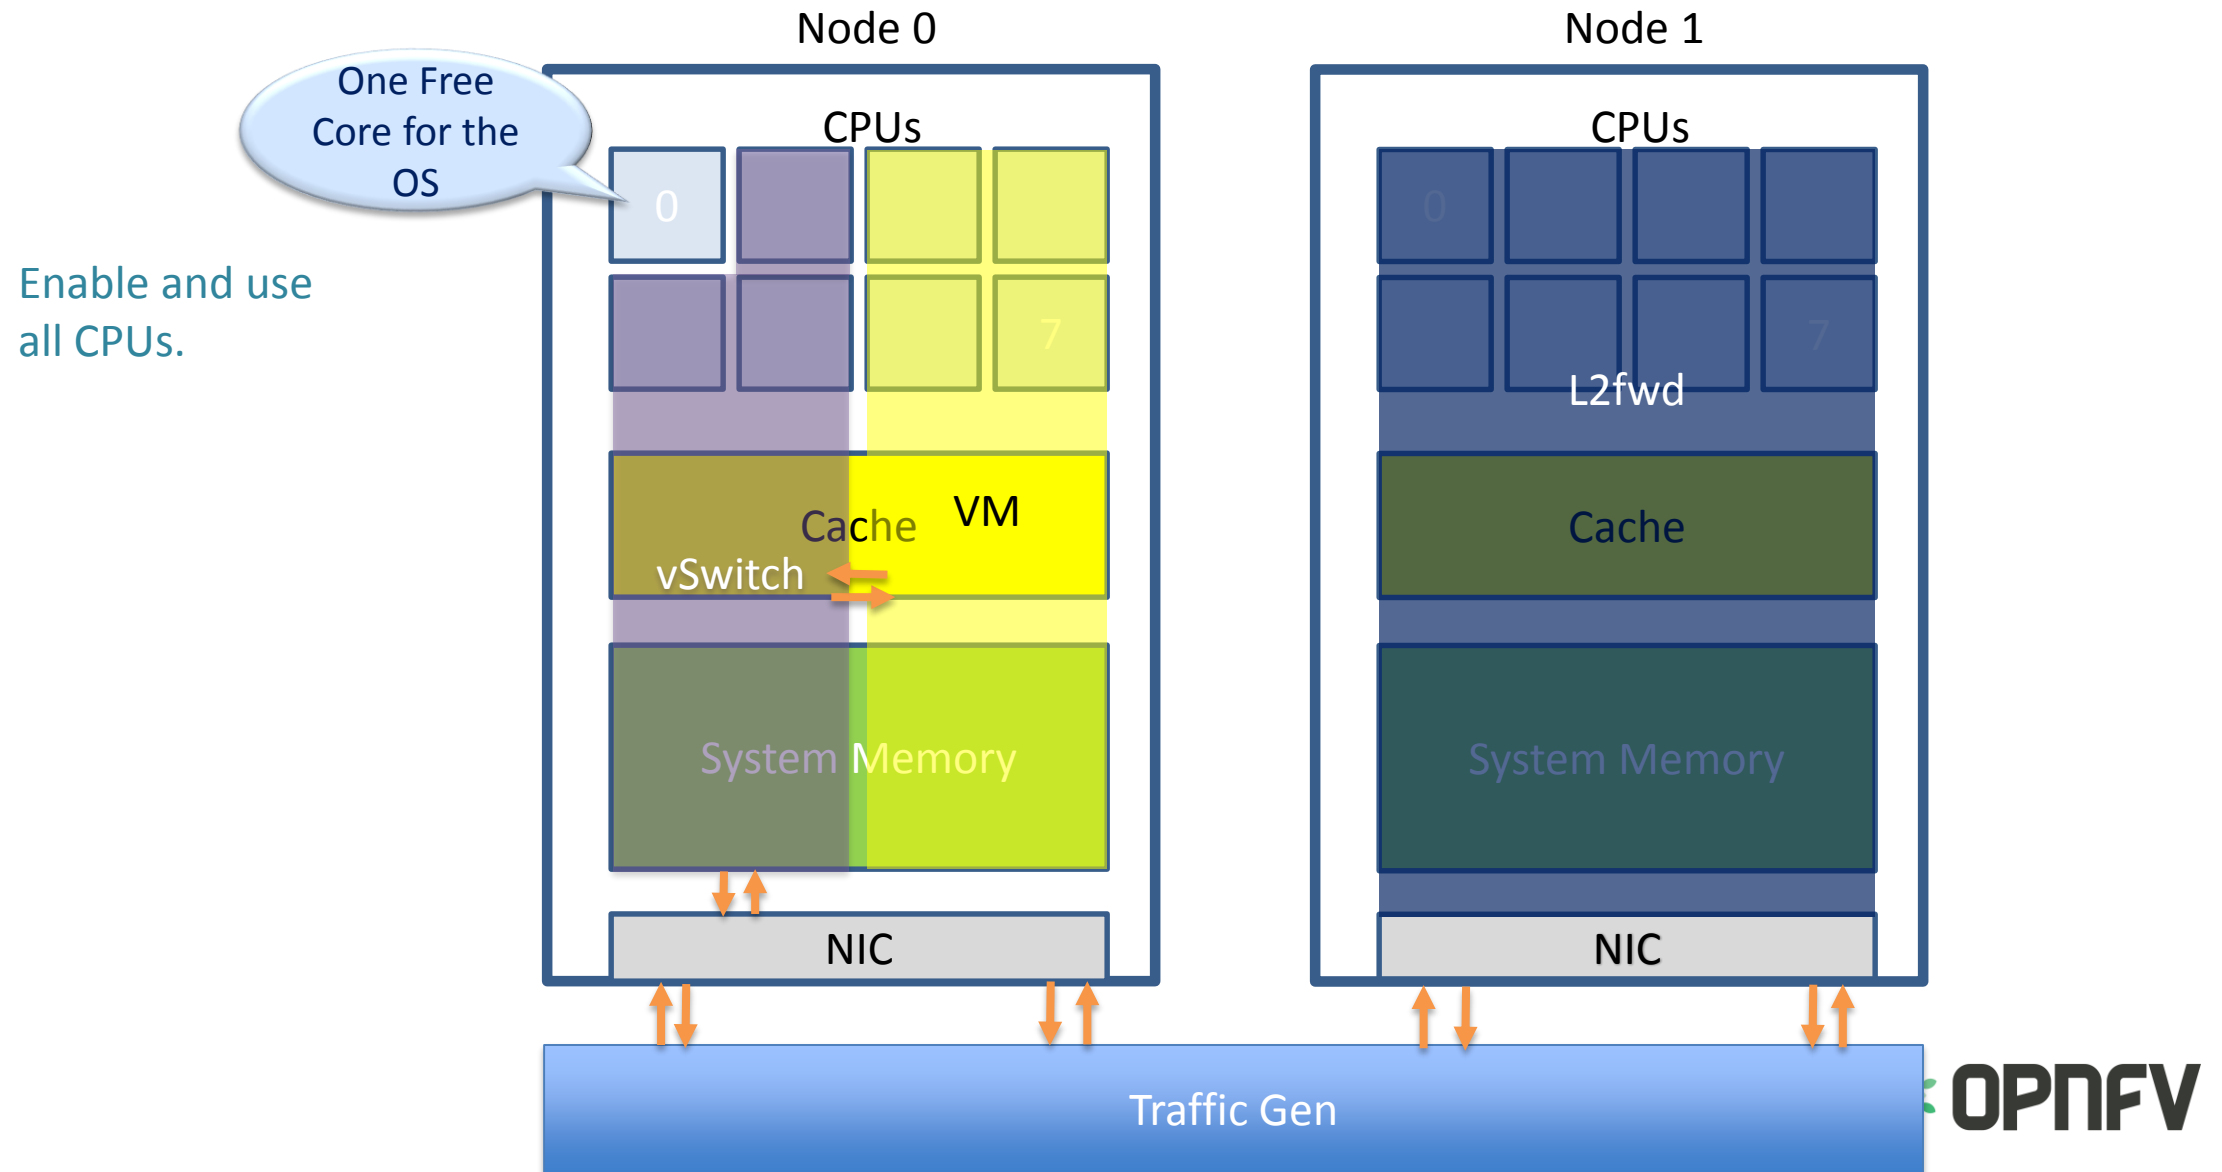 Node 0
Node 1
One Free
Core for the
OS
CPUs
CPUs
0
0
Enable and use
all CPUs.
7
7
L2fwd
VM
Cache
Cache
vSwitch
System Memory
System Memory
NIC
NIC
Traffic Gen
OPNFV